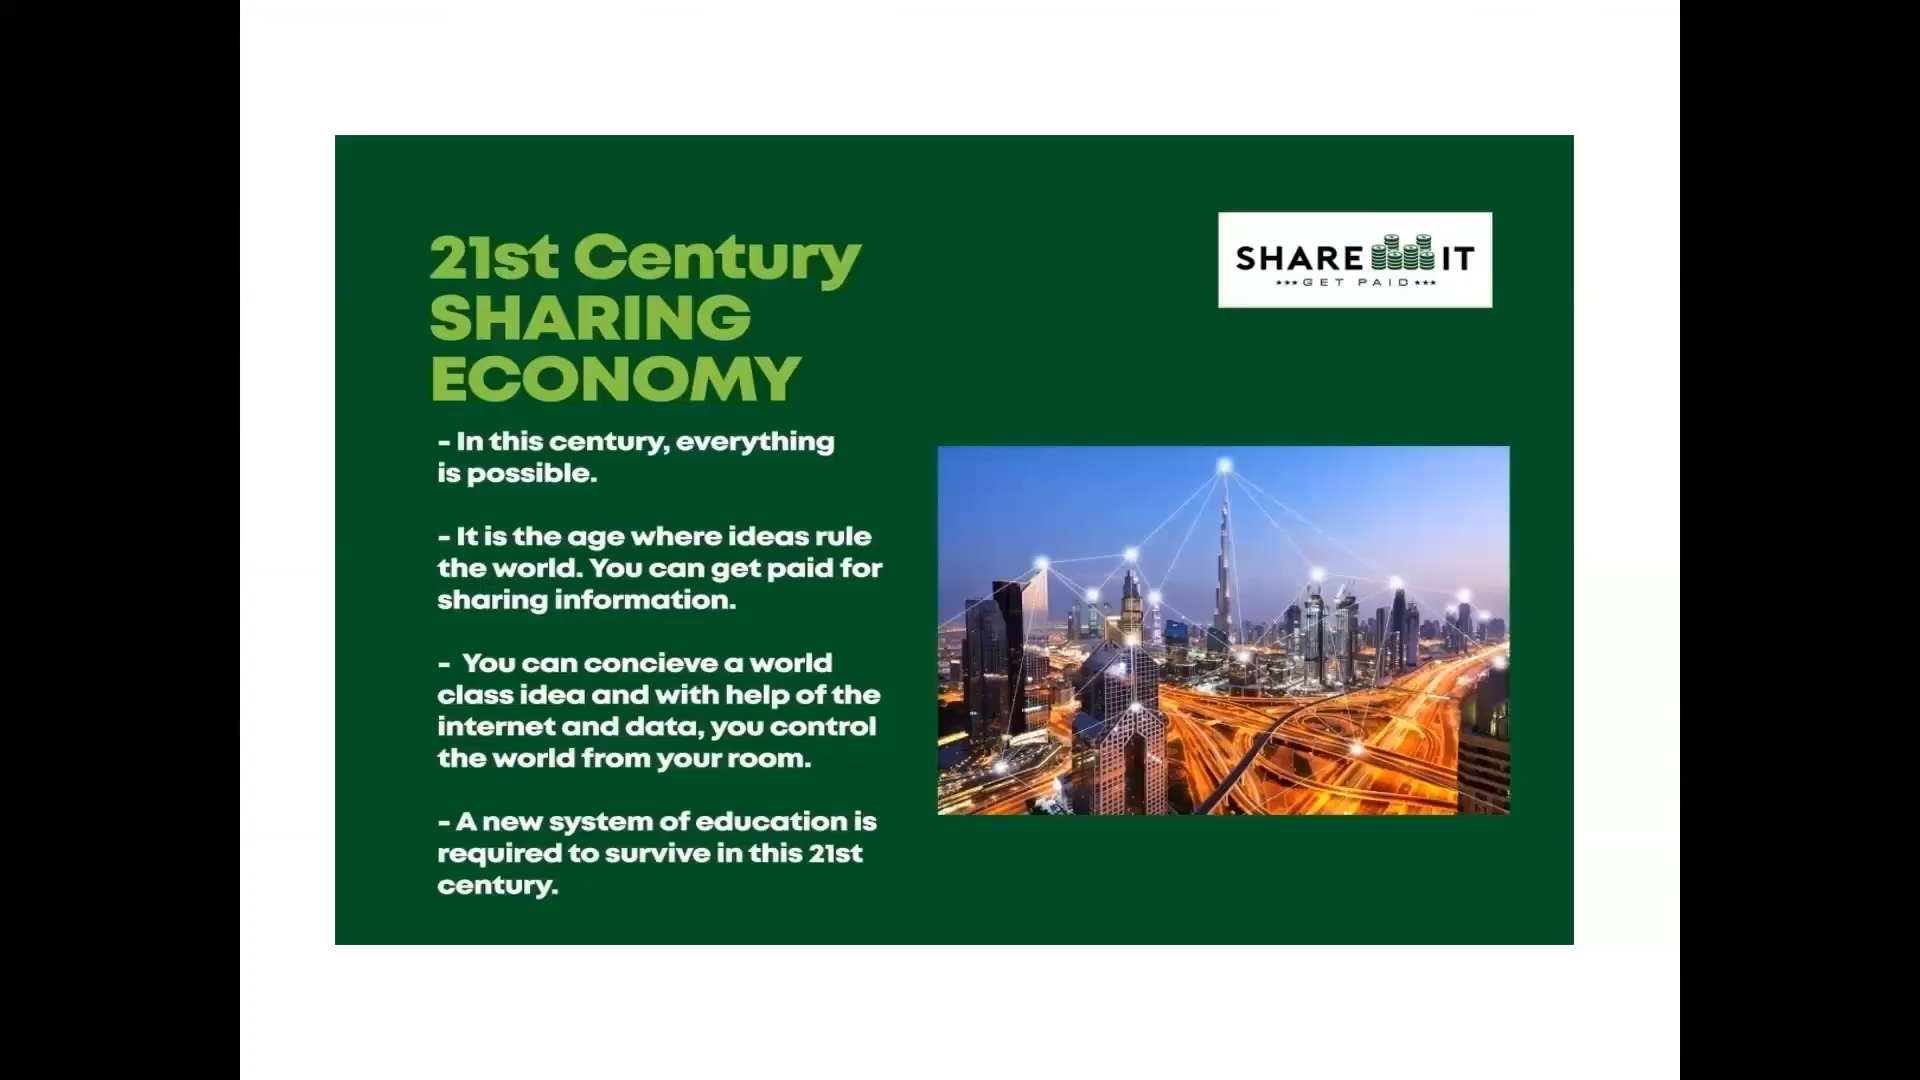 21st Century
SHARING
ECONOMY
- In this century, everything
is possible.
- It is the age where ideas rule
the world. You can get paid for
sharing information.
- You can concieve a world
class idea and with help of the
internet and data, you control
the world from your room.
- A new system of education is
required to survive in this 21st
century.
SHARE IT
GET PAID